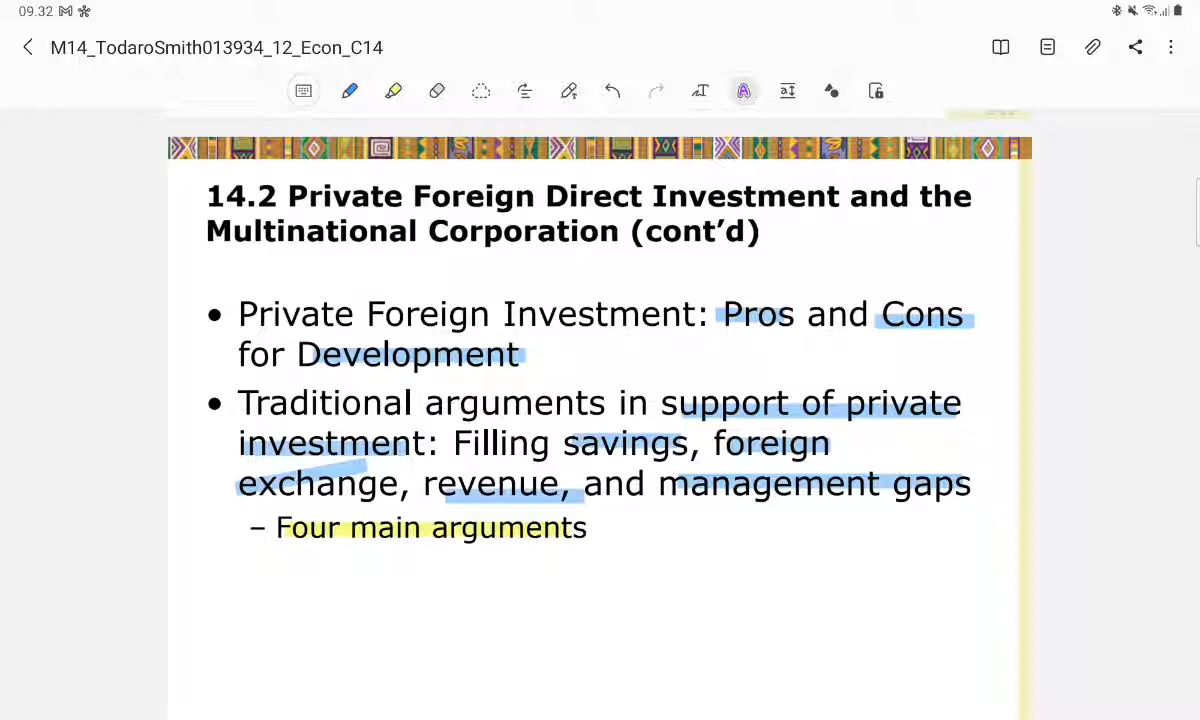 09.32
M14_TodaroSmith013934_12_Econ_C14
14.2 Private Foreign Direct Investment and the
Multinational Corporation (cont’d)
• Private Foreign Investment: Pros and Cons
for Development
• Traditional arguments in support of private
investment: Filling savings, foreign
exchange, revenue, and management gaps
– Four main arguments